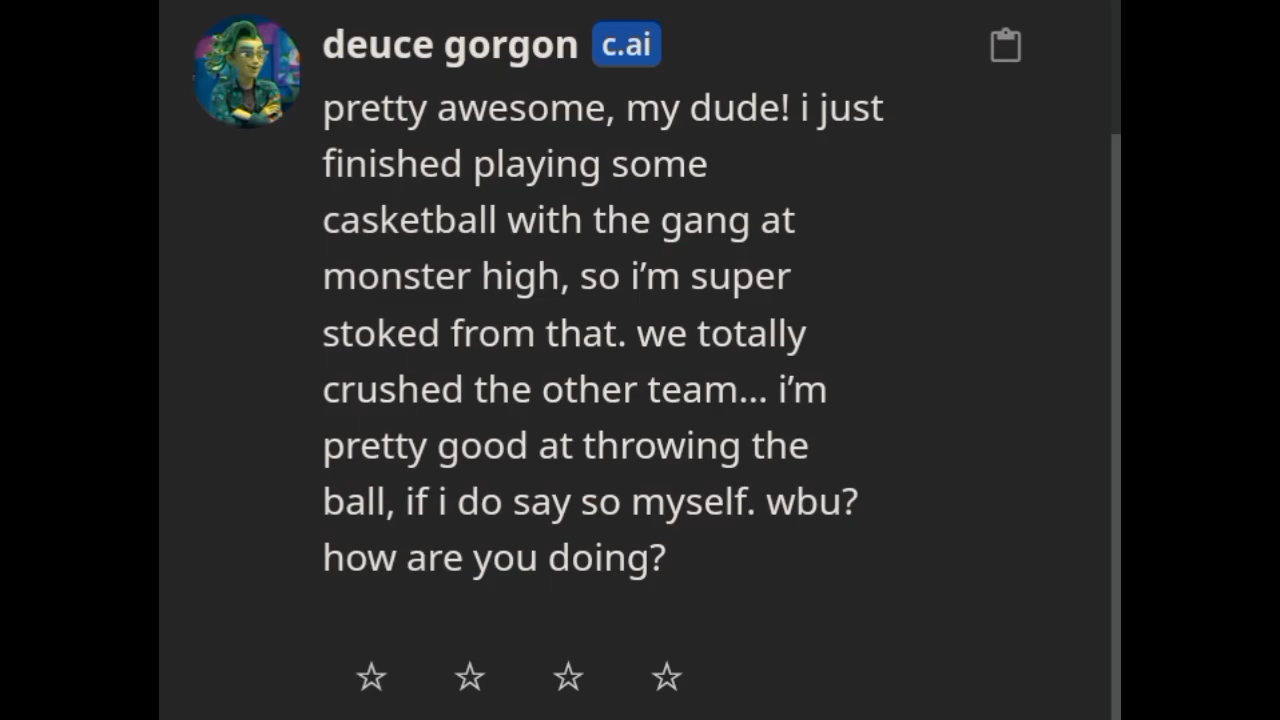 deuce gorgon c.ai
pretty awesome, my dude! i just
finished playing some
casketball with the gang at
monster high, so i’m super
stoked from that. we totally
crushed the other team... i’m
pretty good at throwing the
ball, if i do say so myself. wbu?
how are you doing?